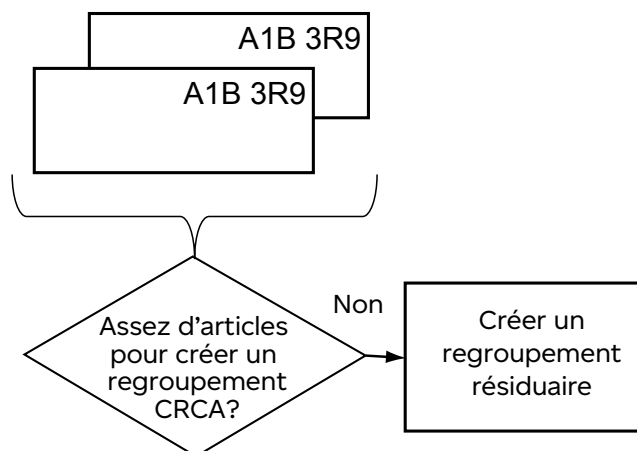 A1B 3R9
A1B 3R9
Assez d'articles
pour créer un
regroupement
CRCA?
Non
Créer un
regroupement
résiduaire